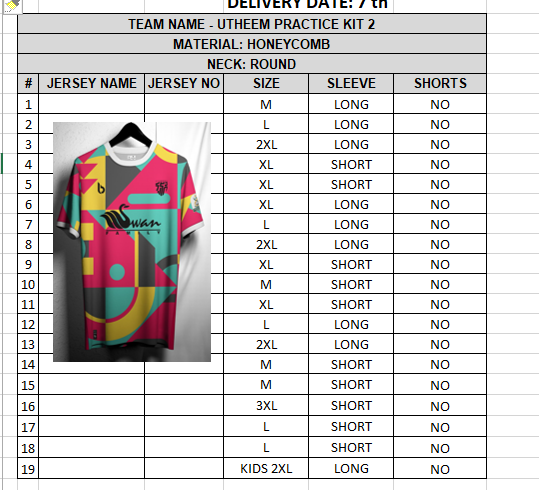 DELIVERY DATE: 7 th
TEAM NAME - UTHEEM PRACTICE KIT 2
MATERIAL: HONEYCOMB
NECK: ROUND
# JERSEY NAME JERSEY NO SIZE SLEEVE SHORTS
1 M LONG NO
2 L LONG NO
3 2XL LONG NO
4 XL SHORT NO
5 XL SHORT NO
6 XL LONG NO
7 L LONG NO
8 2XL LONG NO
9 XL SHORT NO
10 M SHORT NO
11 XL SHORT NO
12 L LONG NO
13 2XL LONG NO
14 M SHORT NO
15 M SHORT NO
16 3XL SHORT NO
17 L SHORT NO
18 L SHORT NO
19 KIDS 2XL LONG NO
Swan
FAMILY